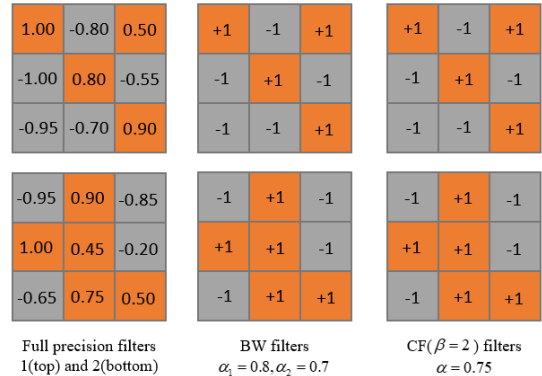 1.00 -0.80 0.50 +1 -1 +1 +1 -1 +1
-1.00 0.80 -0.55 -1 +1 -1 -1 +1 -1
-0.95 -0.70 0.90 -1 -1 +1 -1 -1 +1
-0.95 0.90 -0.85 -1 +1 -1 -1 +1 -1
1.00 0.45 -0.20 +1 +1 -1 +1 +1 -1
-0.65 0.75 0.50 -1 +1 +1 -1 +1 +1
Full precision filters
1(top) and 2(bottom)
BW filters
α₁ = 0.8, α₂ = 0.7
CF(β = 2) filters
α = 0.75